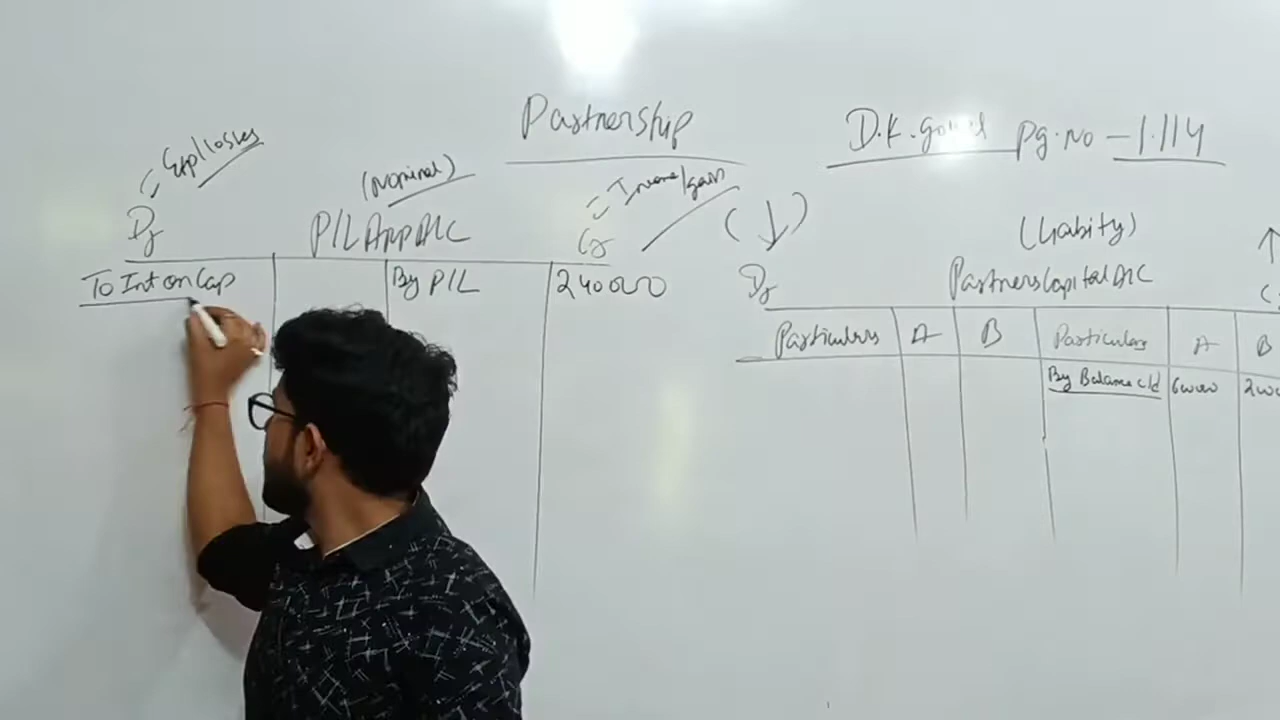 Partnership
D.K. Goel Pg. No - 1.114
Exp/losses
(Nominal)
Income/gain
Dr P/L App A/C Cr
To Int on Cap By P/L 240000
(↓) (Liability) ↑
Dr Partners Capital A/C
Particulars A B Particulars A B
By Balance c/d